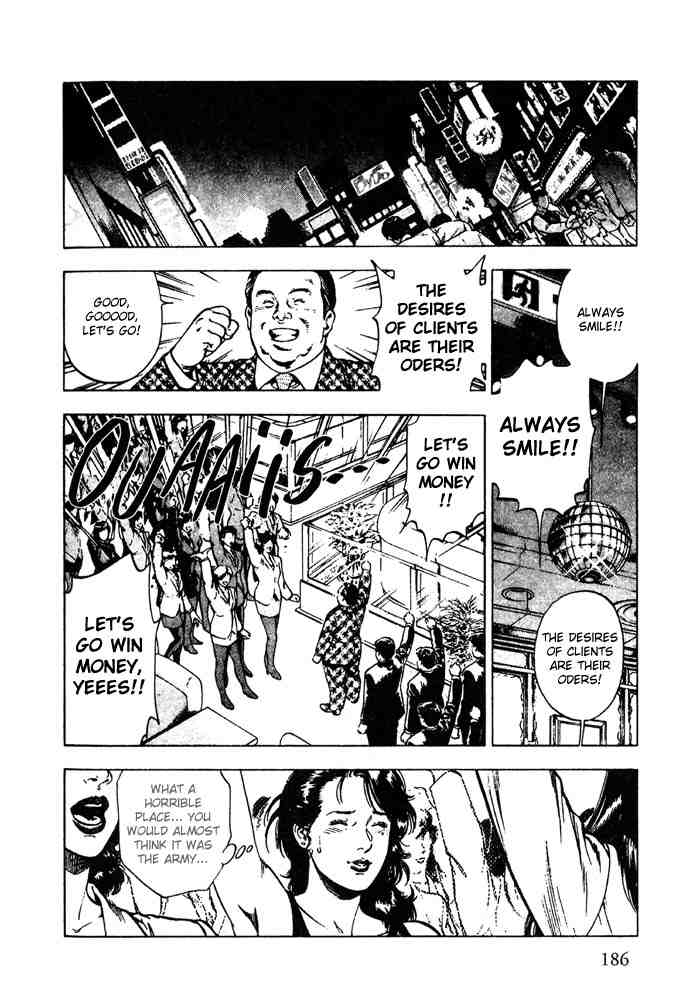 ALWAYS
SMILE!!
ALWAYS
SMILE!!
THE DESIRES
OF CLIENTS
ARE THEIR
ODERS!
THE
DESIRES
OF CLIENTS
ARE THEIR
ODERS!
GOOD,
GOOOOD,
LET'S GO!
LET'S
GO WIN
MONEY
!!
OUAAIIS...
LET'S
GO WIN
MONEY,
YEEES!!
WHAT A
HORRIBLE
PLACE... YOU
WOULD ALMOST
THINK IT WAS
THE ARMY...
186